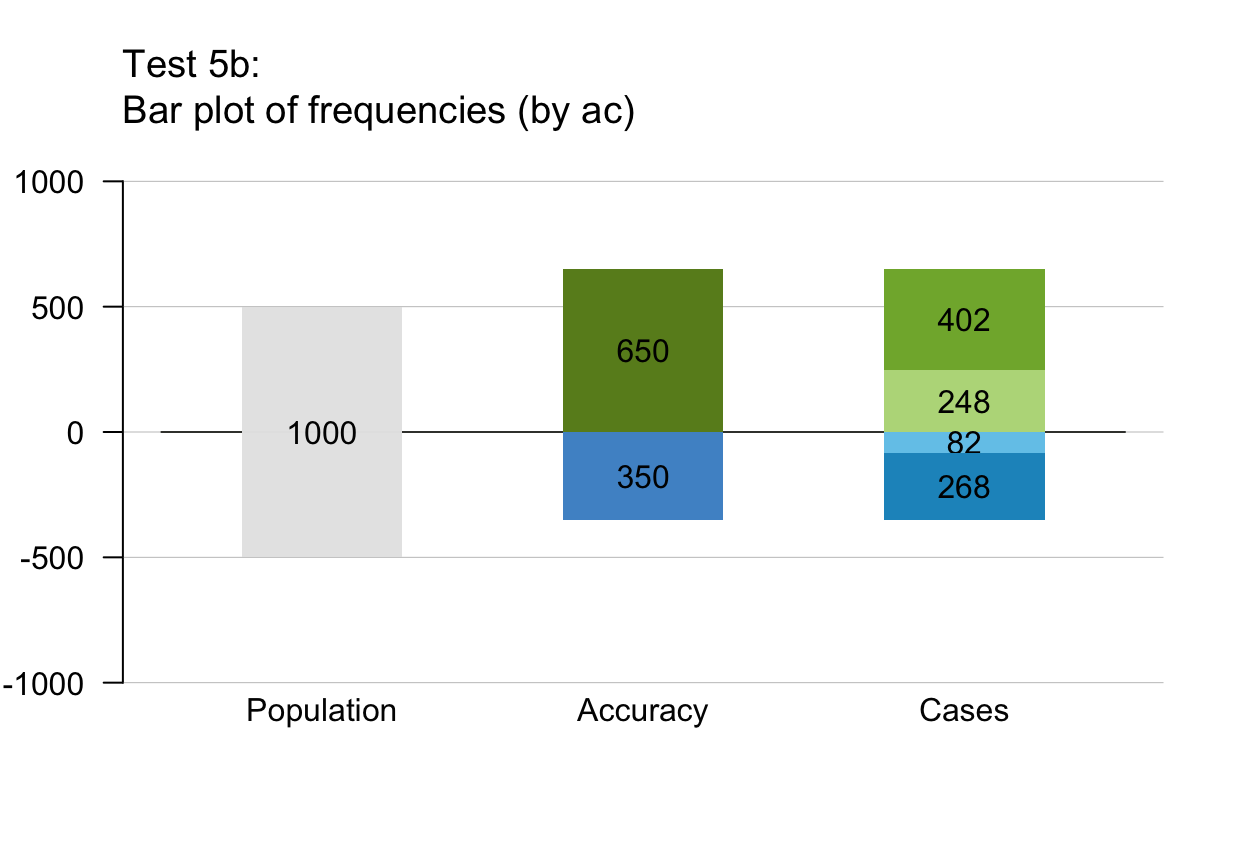 Test 5b:
Bar plot of frequencies (by ac)
1000
500
0
-500
-1000
1000
650
350
402
248
82
268
Population
Accuracy
Cases